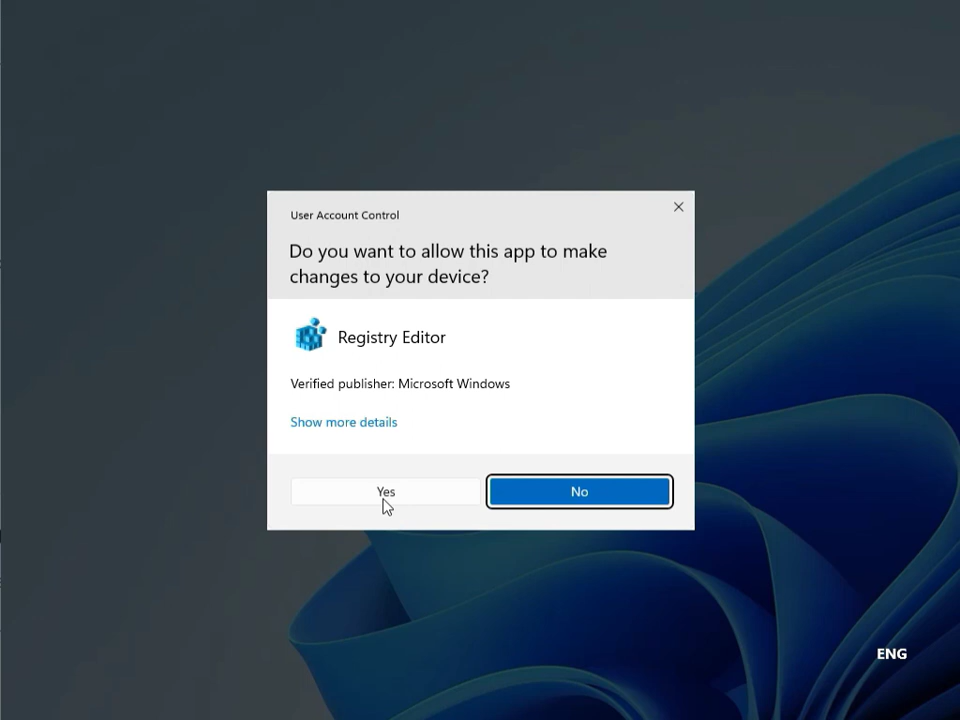 User Account Control
Do you want to allow this app to make
changes to your device?
Registry Editor
Verified publisher: Microsoft Windows
Show more details
Yes
No
ENG